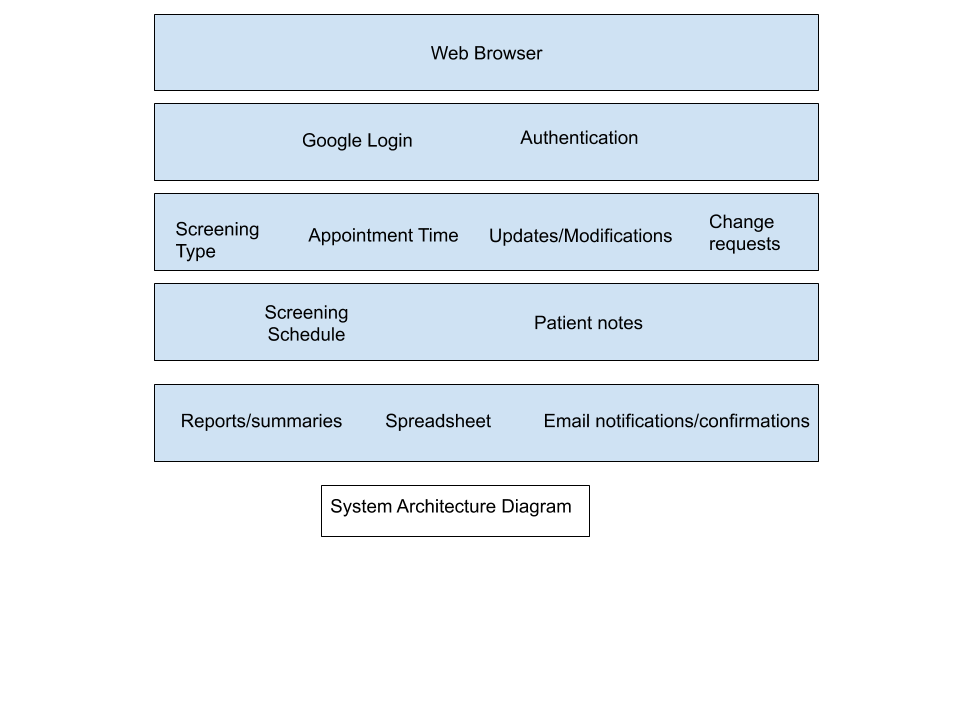 Web Browser
Google Login
Authentication
Screening
Type
Appointment Time
Updates/Modifications
Change
requests
Screening
Schedule
Patient notes
Reports/summaries
Spreadsheet
Email notifications/confirmations
System Architecture Diagram